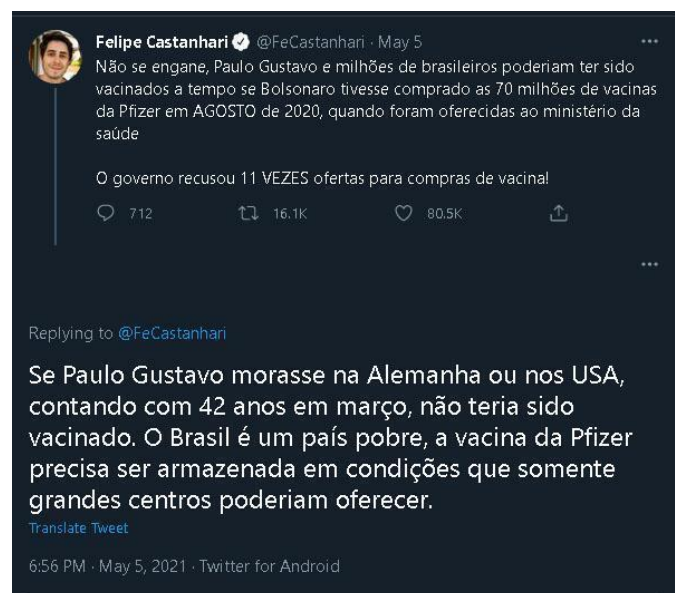 Felipe Castanhari @FeCastanhari · May 5
Não se engane, Paulo Gustavo e milhões de brasileiros poderiam ter sido
vacinados a tempo se Bolsonaro tivesse comprado as 70 milhões de vacinas
da Pfizer em AGOSTO de 2020, quando foram oferecidas ao ministério da
saúde
O governo recusou 11 VEZES ofertas para compras de vacina!
712 16.1K 80.5K
Replying to @FeCastanhari
Se Paulo Gustavo morasse na Alemanha ou nos USA,
contando com 42 anos em março, não teria sido
vacinado. O Brasil é um país pobre, a vacina da Pfizer
precisa ser armazenada em condições que somente
grandes centros poderiam oferecer.
Translate Tweet
6:56 PM · May 5, 2021 · Twitter for Android